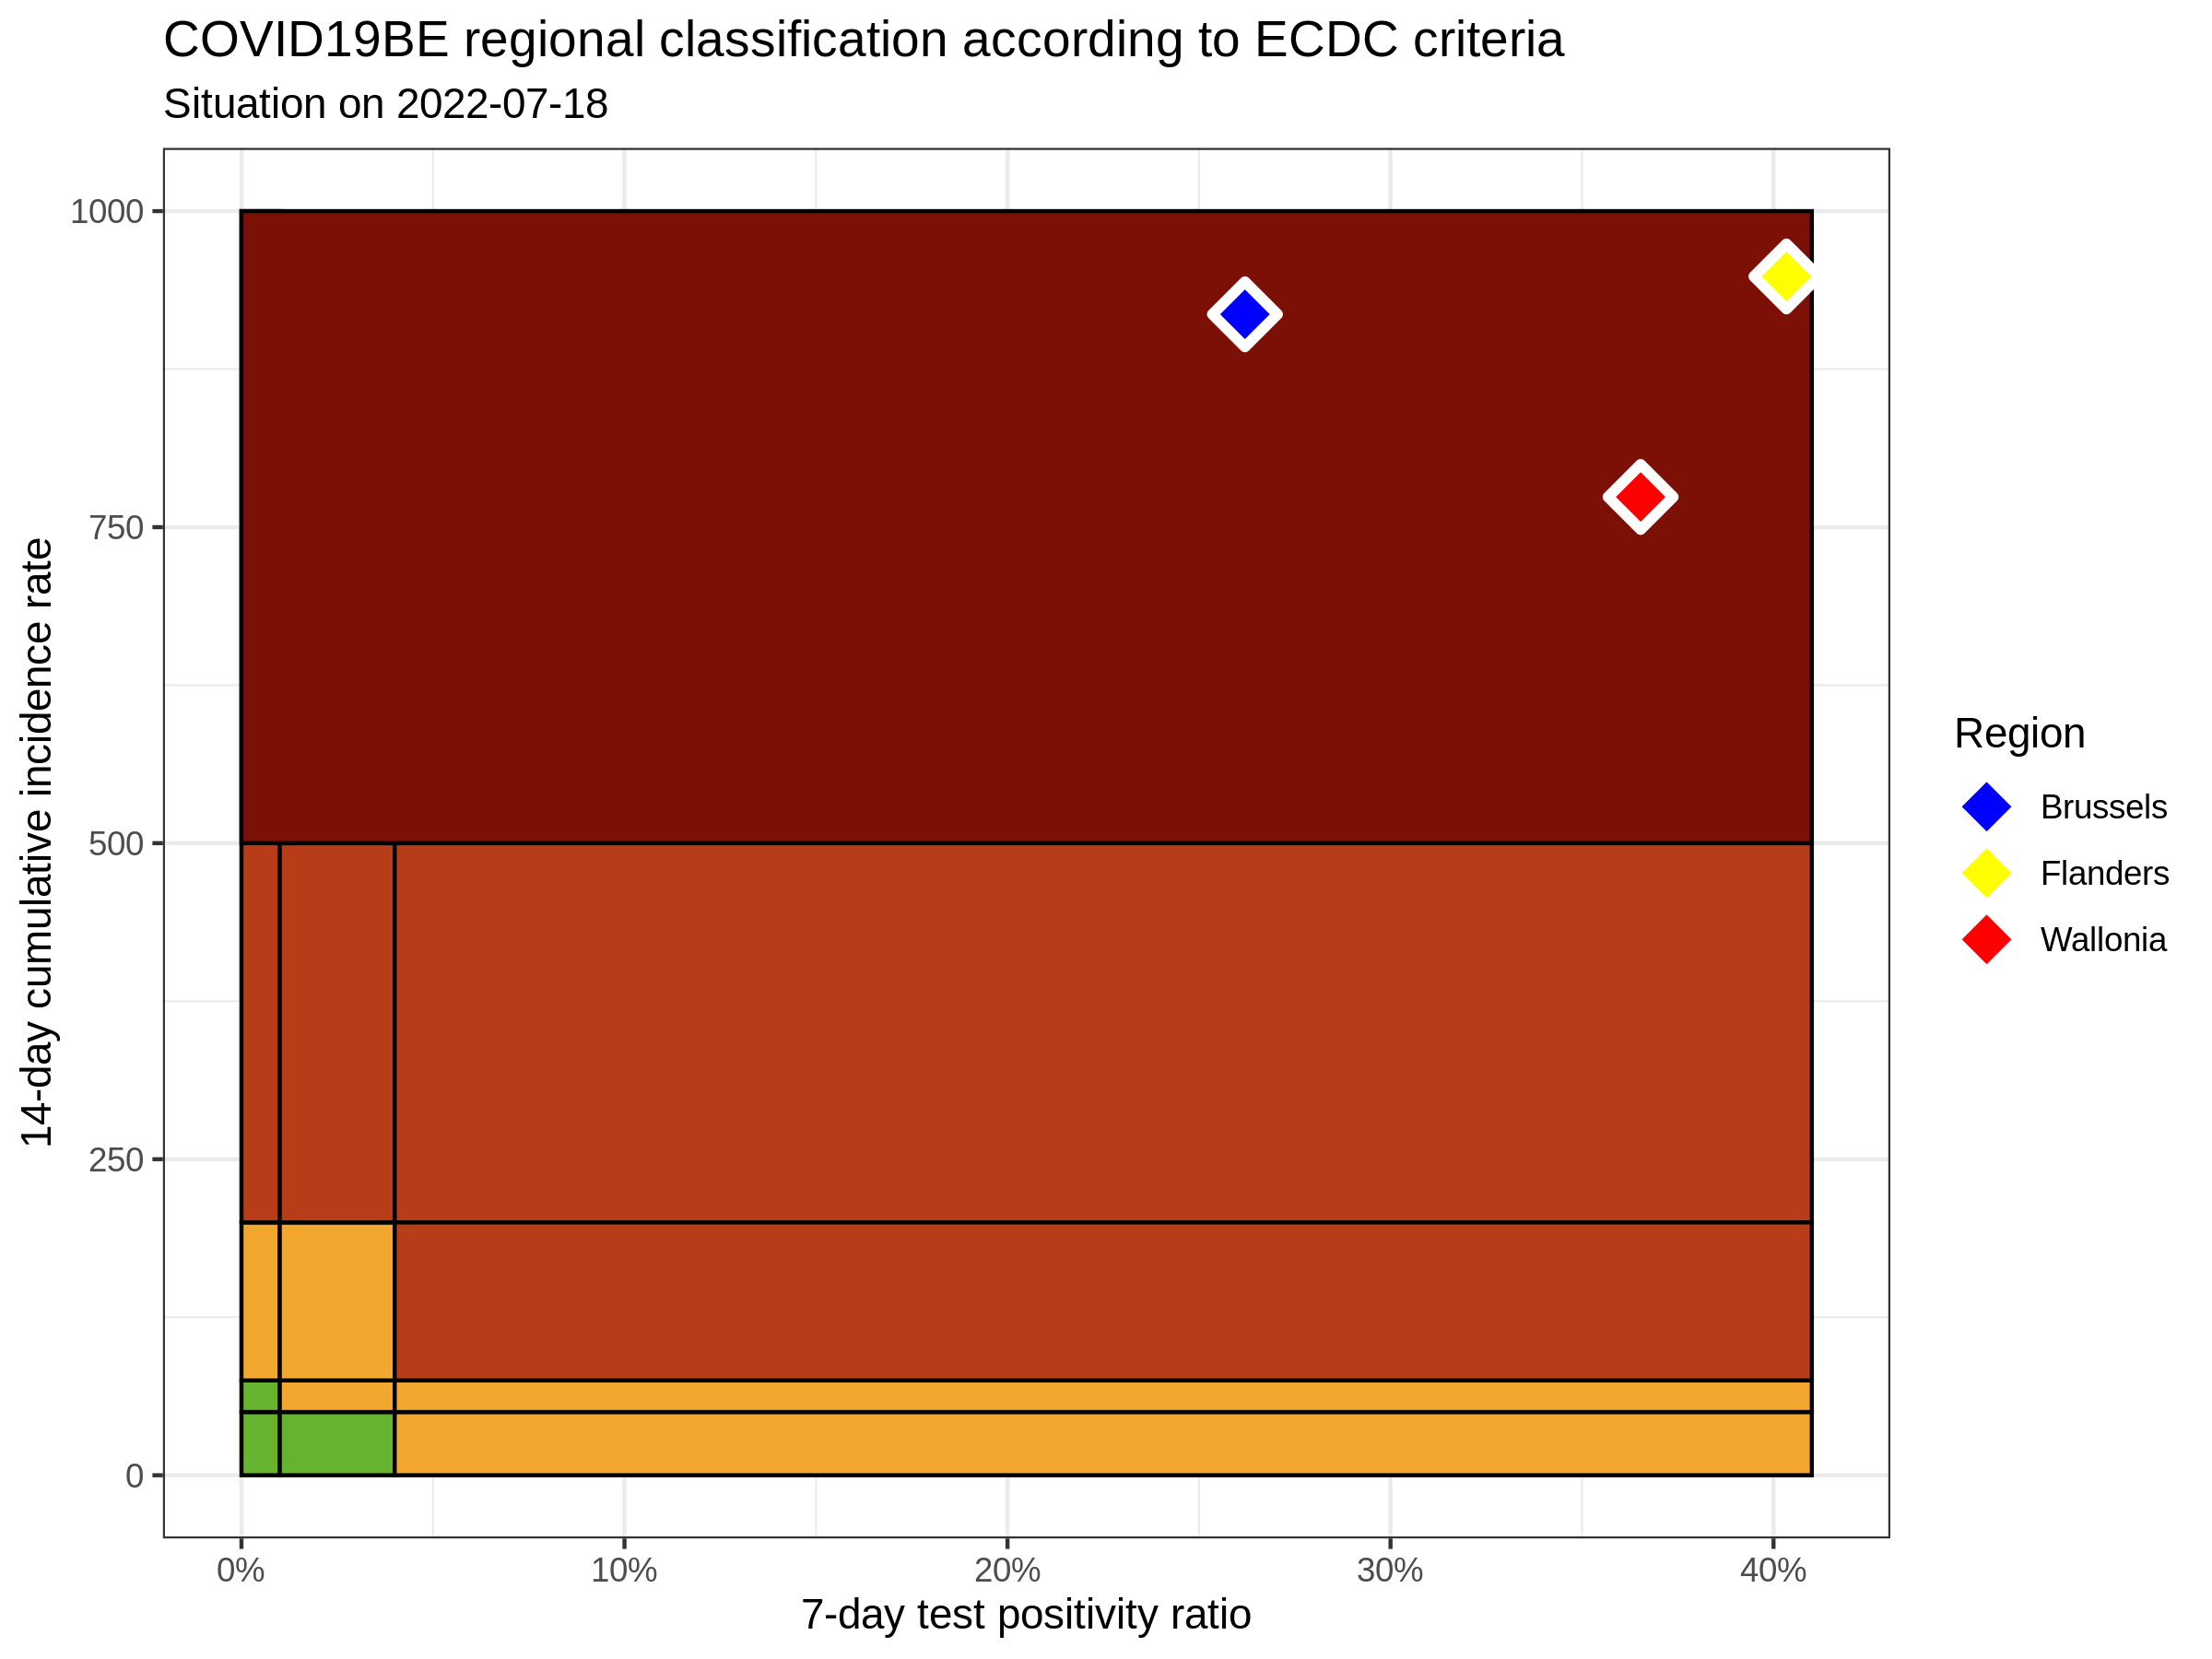 COVID19BE regional classification according to ECDC criteria
Situation on 2022-07-18
1000
750
500
250
0
14-day cumulative incidence rate
0%
10%
20%
30%
40%
7-day test positivity ratio
Region
Brussels
Flanders
Wallonia